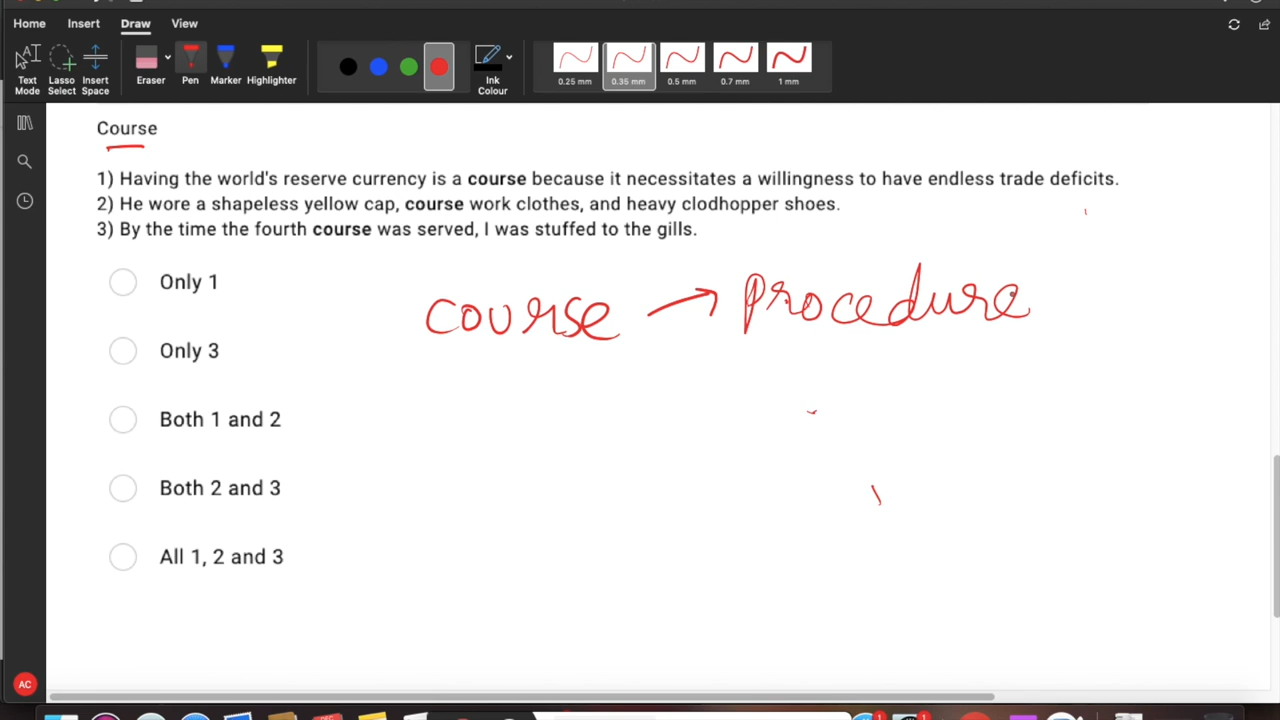 Home Insert Draw View
Text Mode Lasso Select Insert Space Eraser Pen Marker Highlighter Ink Colour 0.25 mm 0.35 mm 0.5 mm 0.7 mm 1 mm
Course
1) Having the world's reserve currency is a course because it necessitates a willingness to have endless trade deficits.
2) He wore a shapeless yellow cap, course work clothes, and heavy clodhopper shoes.
3) By the time the fourth course was served, I was stuffed to the gills.
Only 1
course → procedure
Only 3
Both 1 and 2
Both 2 and 3
All 1, 2 and 3
AC